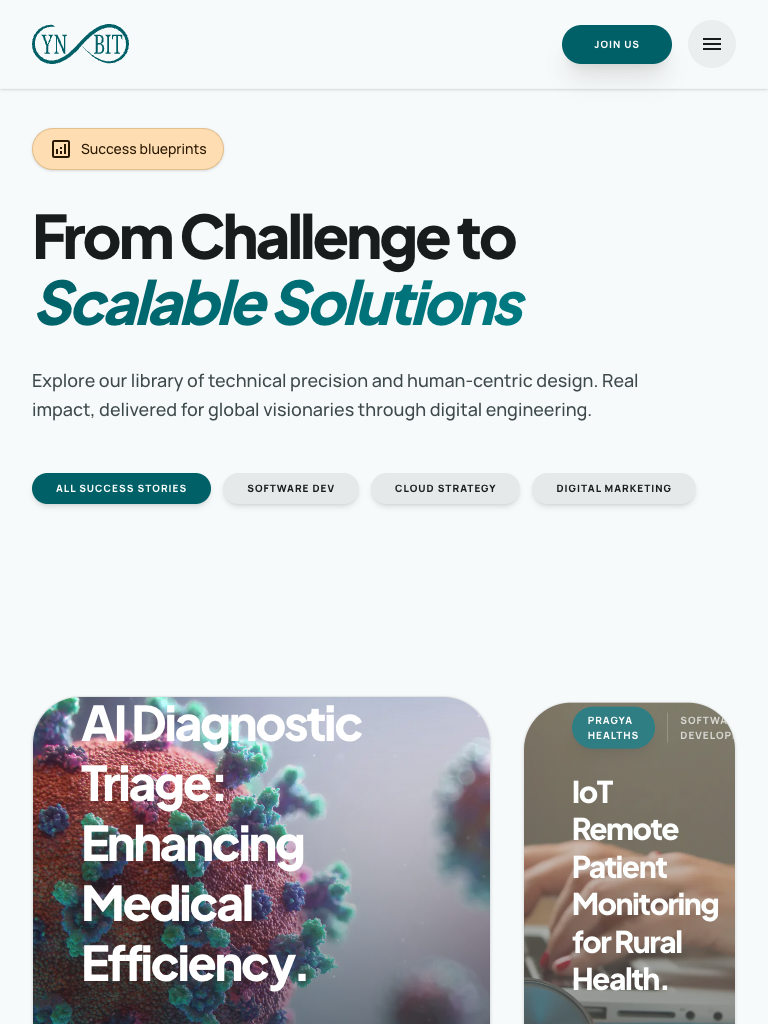 YN BIT
JOIN US
Success blueprints
From Challenge to
Scalable Solutions
Explore our library of technical precision and human-centric design. Real
impact, delivered for global visionaries through digital engineering.
ALL SUCCESS STORIES
SOFTWARE DEV
CLOUD STRATEGY
DIGITAL MARKETING
AI Diagnostic
Triage:
Enhancing
Medical
Efficiency.
PRAGYA
HEALTHS
SOFTWA
DEVELOP
IoT
Remote
Patient
Monitoring
for Rural
Health.